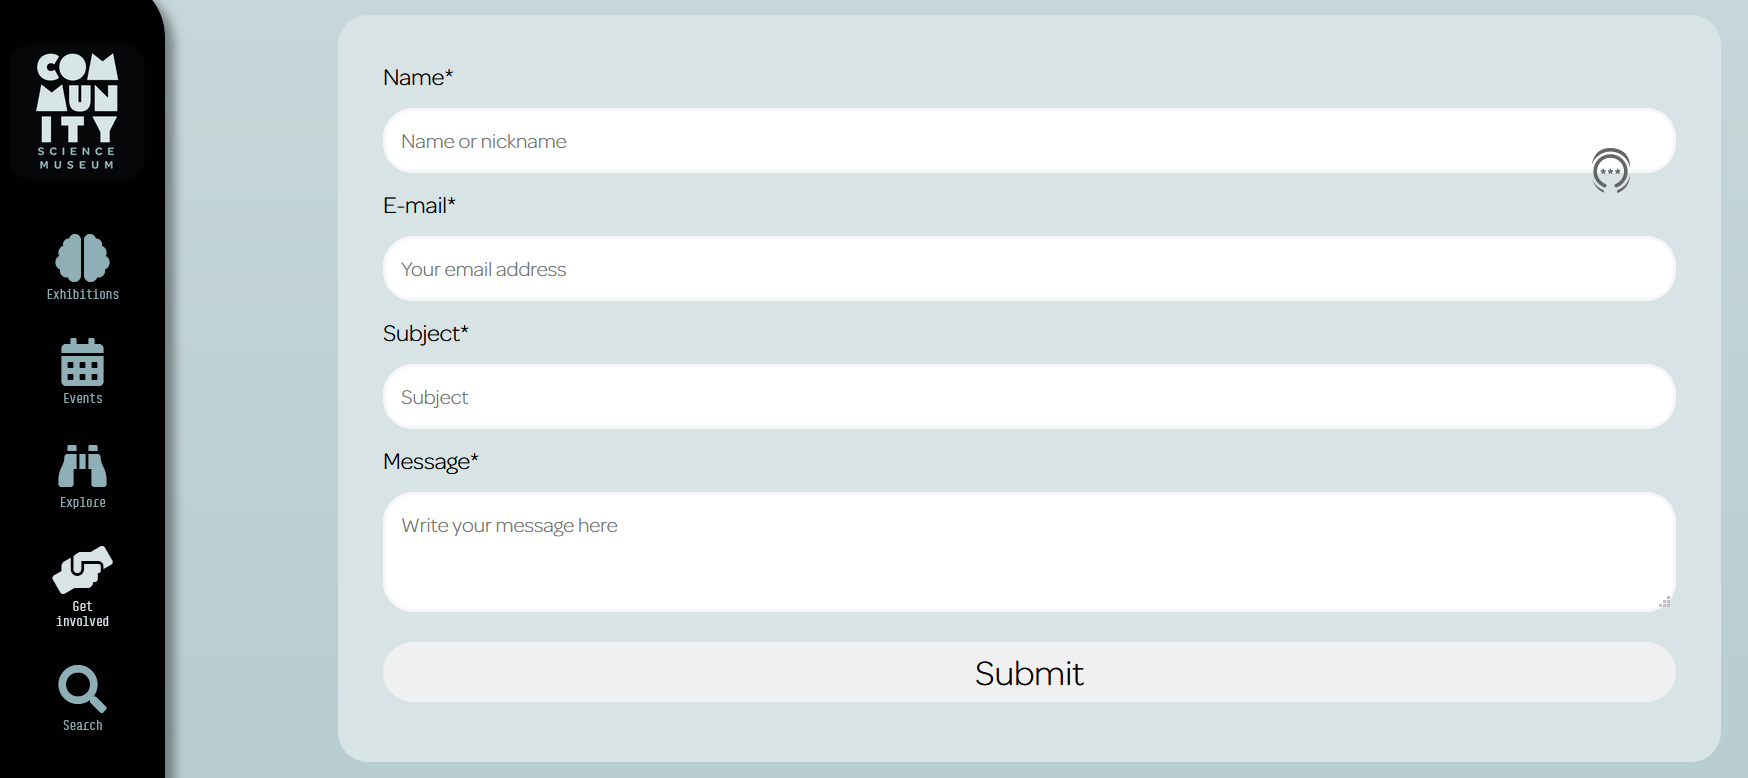 COM
MUN
ITY
SCIENCE
MUSEUM
Exhibitions
Events
Explore
Get
involved
Search
Name*
Name or nickname
E-mail*
Your email address
Subject*
Subject
Message*
Write your message here
Submit